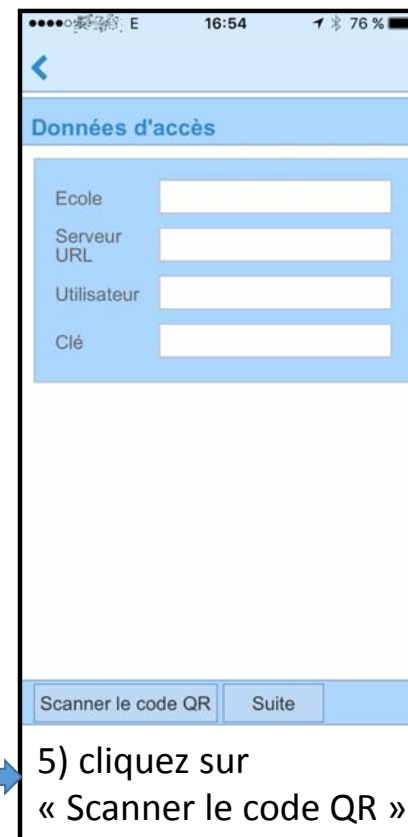 E 16:54 76 %
Données d'accès
Ecole
Serveur
URL
Utilisateur
Clé
Scanner le code QR Suite
5) cliquez sur
« Scanner le code QR »